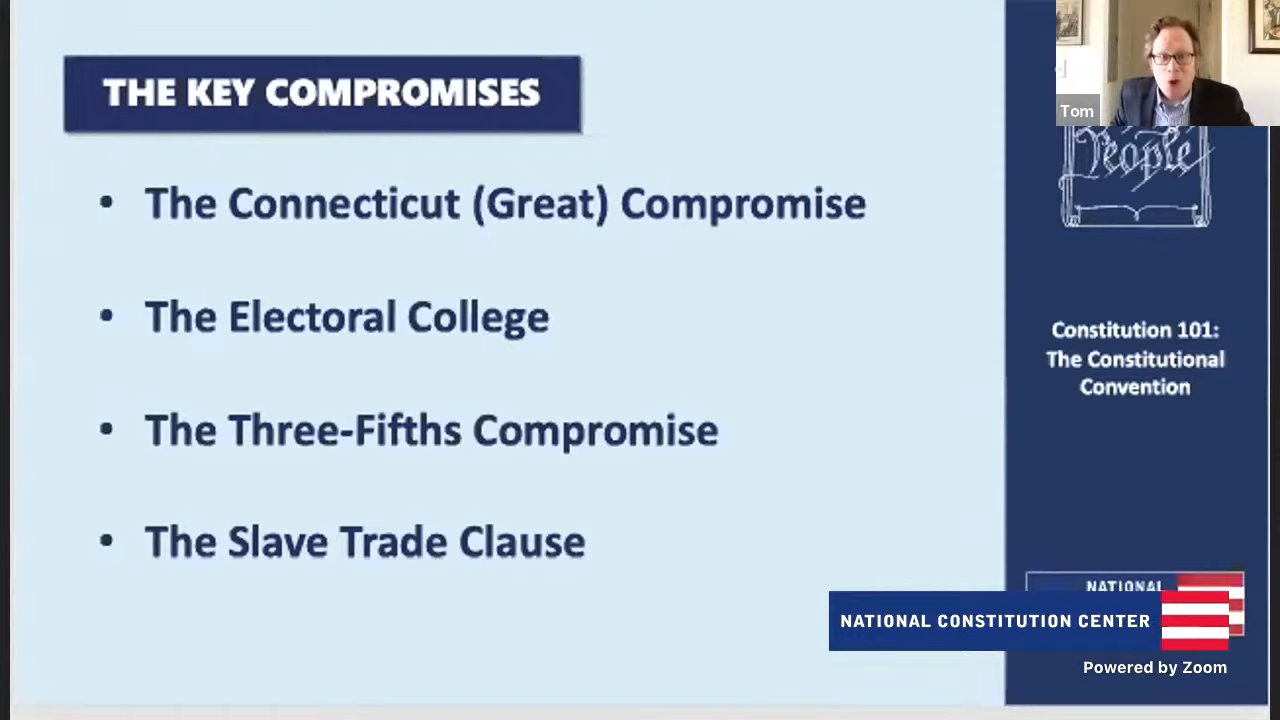 THE KEY COMPROMISES
• The Connecticut (Great) Compromise
• The Electoral College
• The Three-Fifths Compromise
• The Slave Trade Clause
Tom
People
Constitution 101:
The Constitutional
Convention
NATIONAL
NATIONAL CONSTITUTION CENTER
Powered by Zoom